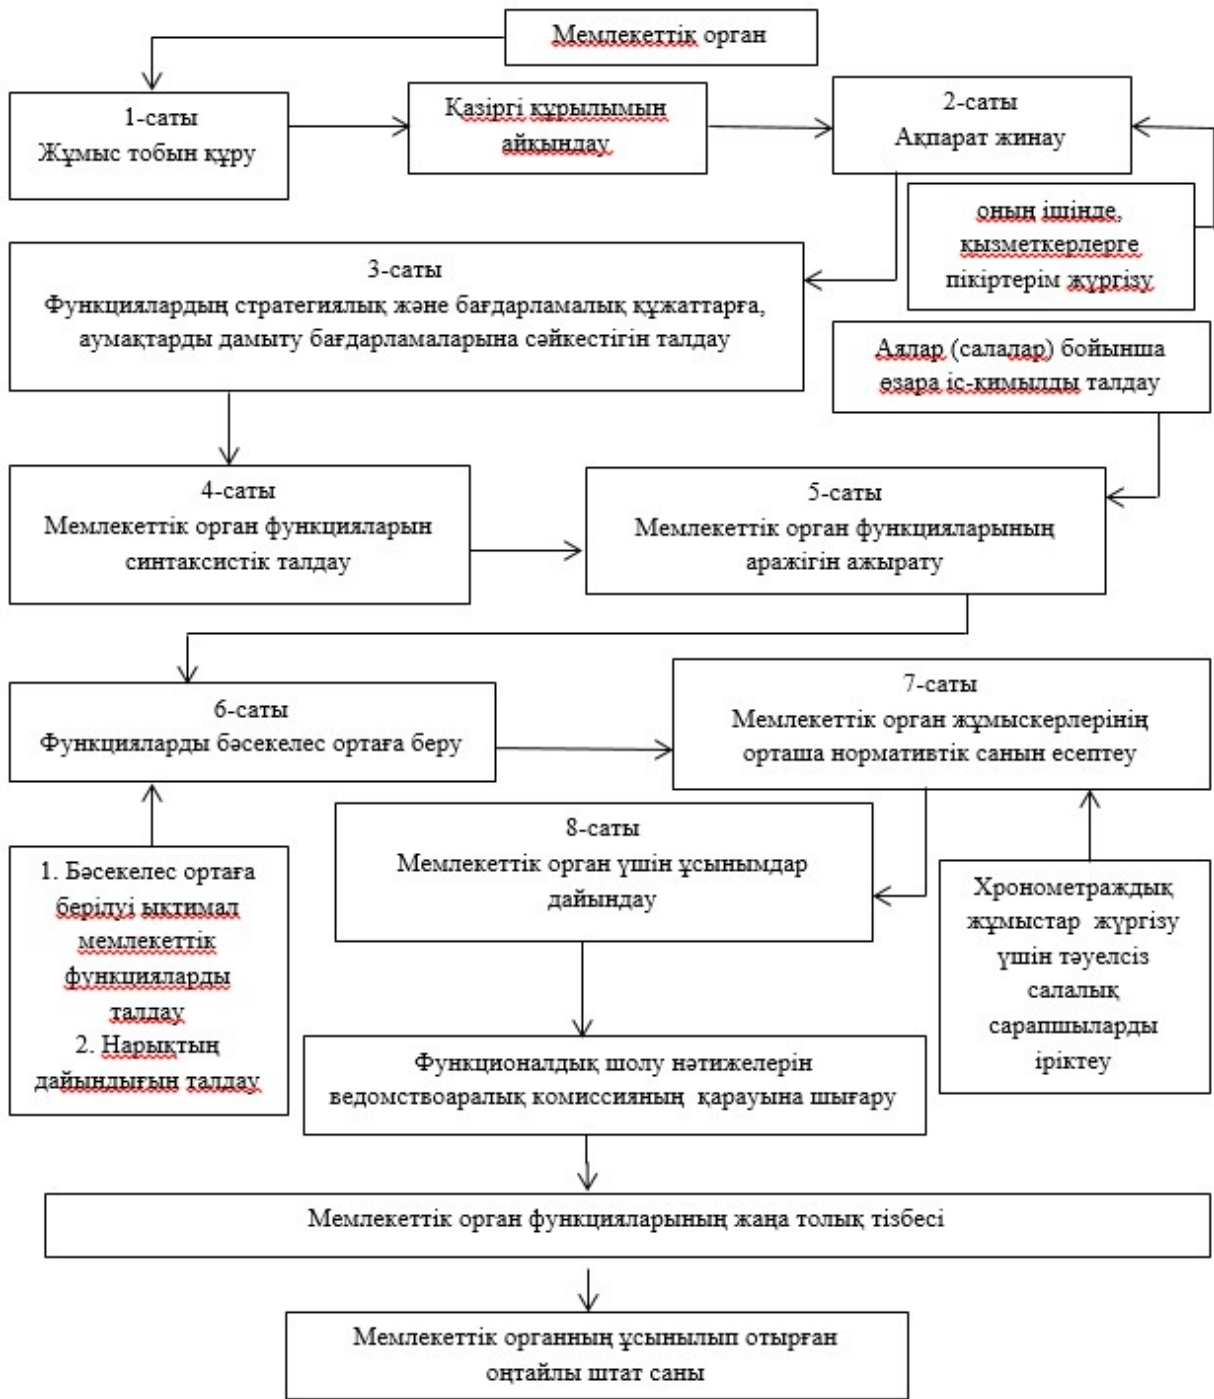 Мемлекеттік орган
1-саты
Жұмыс тобын құру
Қазіргі құрылымын
айқындау
2-саты
Ақпарат жинау
оның ішінде,
қызметкерлерге
пікіртерім жүргізу
3-саты
Функциялардың стратегиялық және бағдарламалық құжаттарға,
аумақтарды дамыту бағдарламаларына сәйкестігін талдау
Аялар (салалар) бойынша
өзара іс-қимылды талдау
4-саты
Мемлекеттік орган функцияларын
синтаксистік талдау
5-саты
Мемлекеттік орган функцияларының
аражігін ажырату
6-саты
Функцияларды бәсекелес ортаға беру
7-саты
Мемлекеттік орган жұмыскерлерінің
орташа нормативтік санын есептеу
1. Бәсекелес ортаға
берілуі ықтимал
мемлекеттік
функцияларды
талдау
2. Нарықтың
дайындығын талдау
8-саты
Мемлекеттік орган үшін ұсынымдар
дайындау
Хронометраждық
жұмыстар жүргізу
үшін тәуелсіз
салалық
сарапшыларды
іріктеу
Функционалдық шолу нәтижелерін
ведомствоаралық комиссияның қарауына шығару
Мемлекеттік орган функцияларының жаңа толық тізбесі
Мемлекеттік органның ұсынылып отырған
оңтайлы штат саны